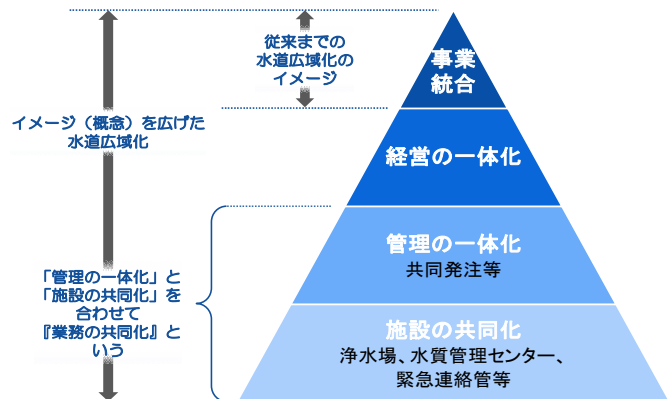 従来までの
水道広域化の
イメージ
イメージ（概念）を広げた
水道広域化
「管理の一体化」と
「施設の共同化」を
合わせて
『業務の共同化』と
いう
事業
統合
経営の一体化
管理の一体化
共同発注等
施設の共同化
浄水場、水質管理センター、
緊急連絡管等